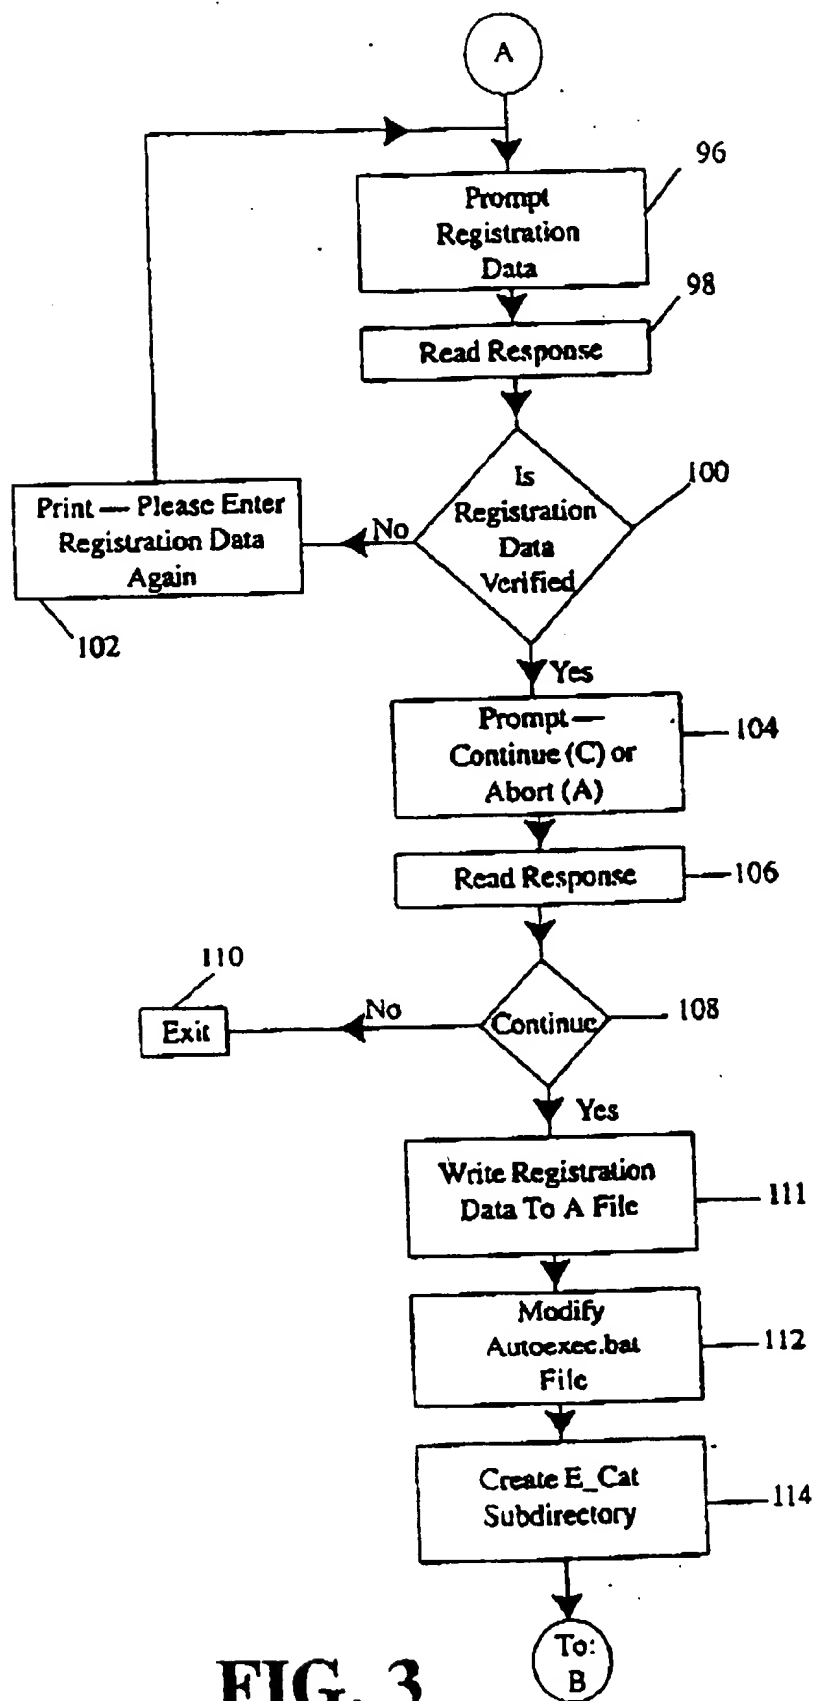 A
96
Prompt
Registration
Data
98
Read Response
100
Is
Registration
Data
Verified
No
Print — Please Enter
Registration Data
Again
102
Yes
Prompt —
Continue (C) or
Abort (A)
104
Read Response
106
110
Exit
No
Continue
108
Yes
Write Registration
Data To A File
111
Modify
Autoexec.bat
File
112
Create E_Cat
Subdirectory
114
To:
B
FIG. 3